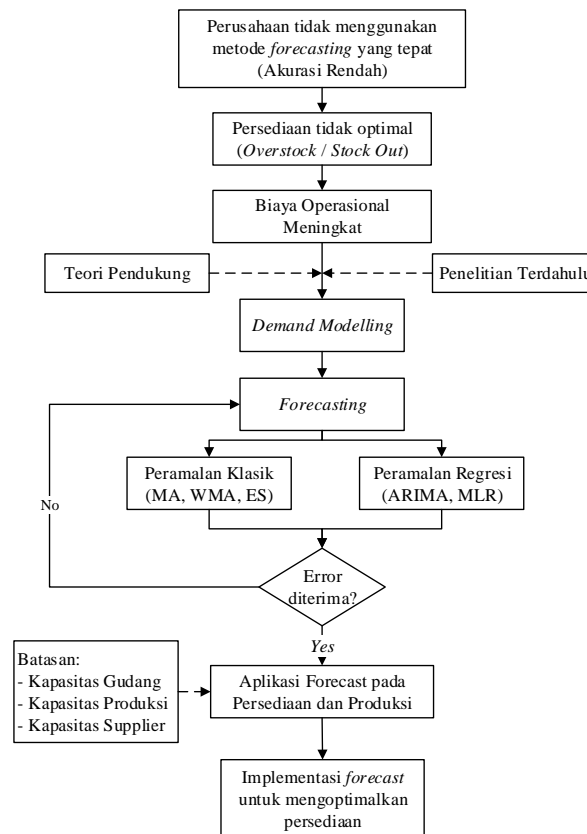 Perusahaan tidak menggunakan
metode forecasting yang tepat
(Akurasi Rendah)
Persediaan tidak optimal
(Overstock / Stock Out)
Biaya Operasional
Meningkat
Teori Pendukung
Penelitian Terdahulu
Demand Modelling
Forecasting
Peramalan Klasik
(MA, WMA, ES)
Peramalan Regresi
(ARIMA, MLR)
No
Error
diterima?
Yes
Batasan:
- Kapasitas Gudang
- Kapasitas Produksi
- Kapasitas Supplier
Aplikasi Forecast pada
Persediaan dan Produksi
Implementasi forecast
untuk mengoptimalkan
persediaan